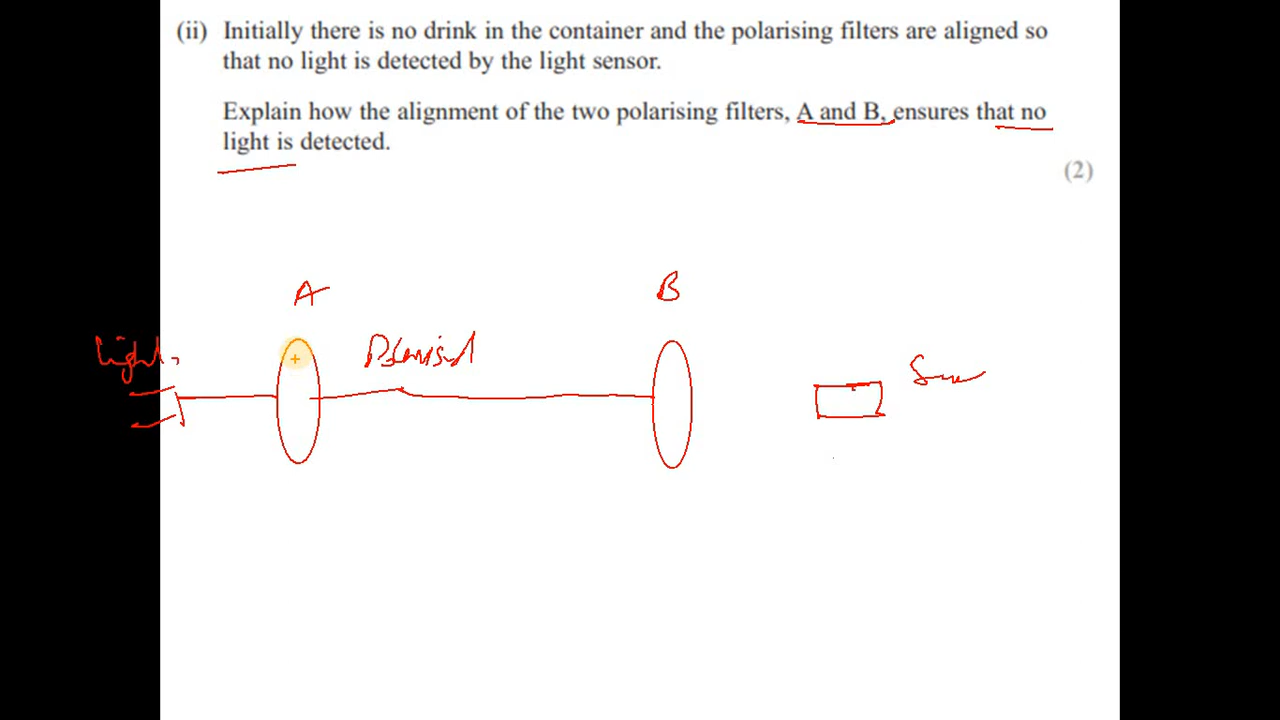 (ii) Initially there is no drink in the container and the polarising filters are aligned so
that no light is detected by the light sensor.
Explain how the alignment of the two polarising filters, A and B, ensures that no
light is detected.
(2)
A
B
light
Polarised